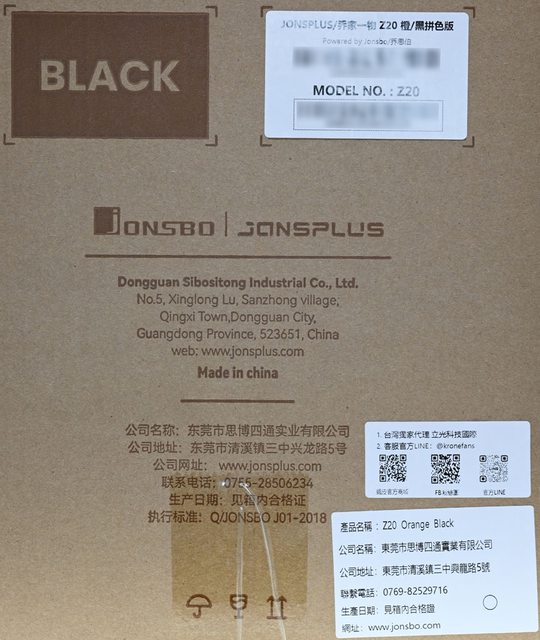 BLACK
JONSPLUS/乔家一物 Z20 橙/黑拼色版
Powered by Jonsbo/乔思伯
MODEL NO. : Z20
JONSBO | JONSPLUS
Dongguan Sibositong Industrial Co., Ltd.
No.5, Xinglong Lu, Sanzhong village,
Qingxi Town,Dongguan City,
Guangdong Province, 523651, China
web: www.jonsplus.com
Made in china
公司名称：东莞市思博四通实业有限公司
公司地址：东莞市清溪镇三中兴龙路5号
公司网址：www.jonsplus.com
联系电话：0755-28506234
生产日期：见箱内合格证
执行标准：Q/JONSBO J01-2018
1. 台灣獨家代理 立光科技國際
2. 客服官方LINE：@kronefans
官方LINE
產品名稱：Z20 Orange Black
公司名稱：東莞市思博四通實業有限公司
公司地址：東莞市清溪鎮三中興龍路5號
聯繫電話：0769-82529716
生產日期：見箱內合格證
網址：www.jonsbo.com